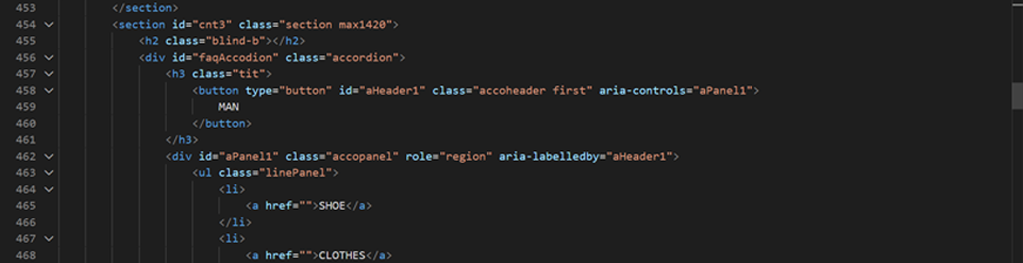 453 </section>
454 <section id="cnt3" class="section max1420">
455 <h2 class="blind-b"></h2>
456 <div id="faqAccodion" class="accordion">
457 <h3 class="tit">
458 <button type="button" id="aHeader1" class="accoheader first" aria-controls="aPanel1">
459 MAN
460 </button>
461 </h3>
462 <div id="aPanel1" class="accopanel" role="region" aria-labelledby="aHeader1">
463 <ul class="linePanel">
464 <li>
465 <a href="">SHOE</a>
466 </li>
467 <li>
468 <a href="">CLOTHES</a>